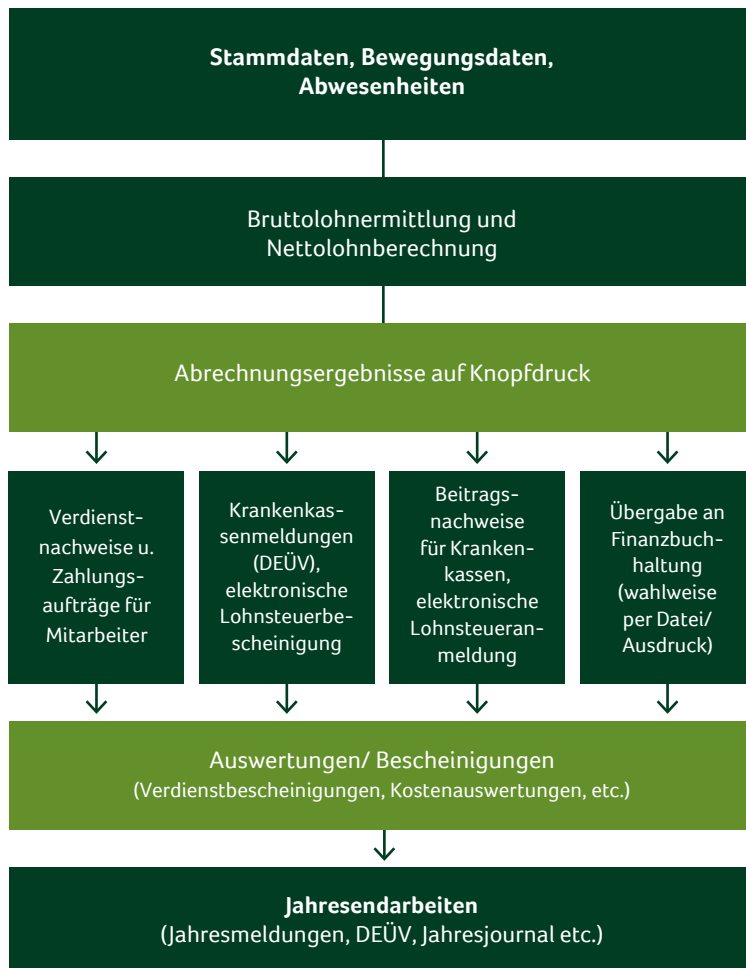 Stammdaten, Bewegungsdaten,
Abwesenheiten
Bruttolohnermittlung und
Nettolohnberechnung
Abrechnungsergebnisse auf Knopfdruck
Verdienst-
nachweise u.
Zahlungs-
aufträge für
Mitarbeiter
Krankenkas-
senmeldungen
(DEÜV),
elektronische
Lohnsteuerbe-
scheinigung
Beitrags-
nachweise
für Kranken-
kassen,
elektronische
Lohnsteueran-
meldung
Übergabe an
Finanzbuch-
haltung
(wahlweise
per Datei/
Ausdruck)
Auswertungen/ Bescheinigungen
(Verdienstbescheinigungen, Kostenauswertungen, etc.)
Jahresendarbeiten
(Jahresmeldungen, DEÜV, Jahresjournal etc.)